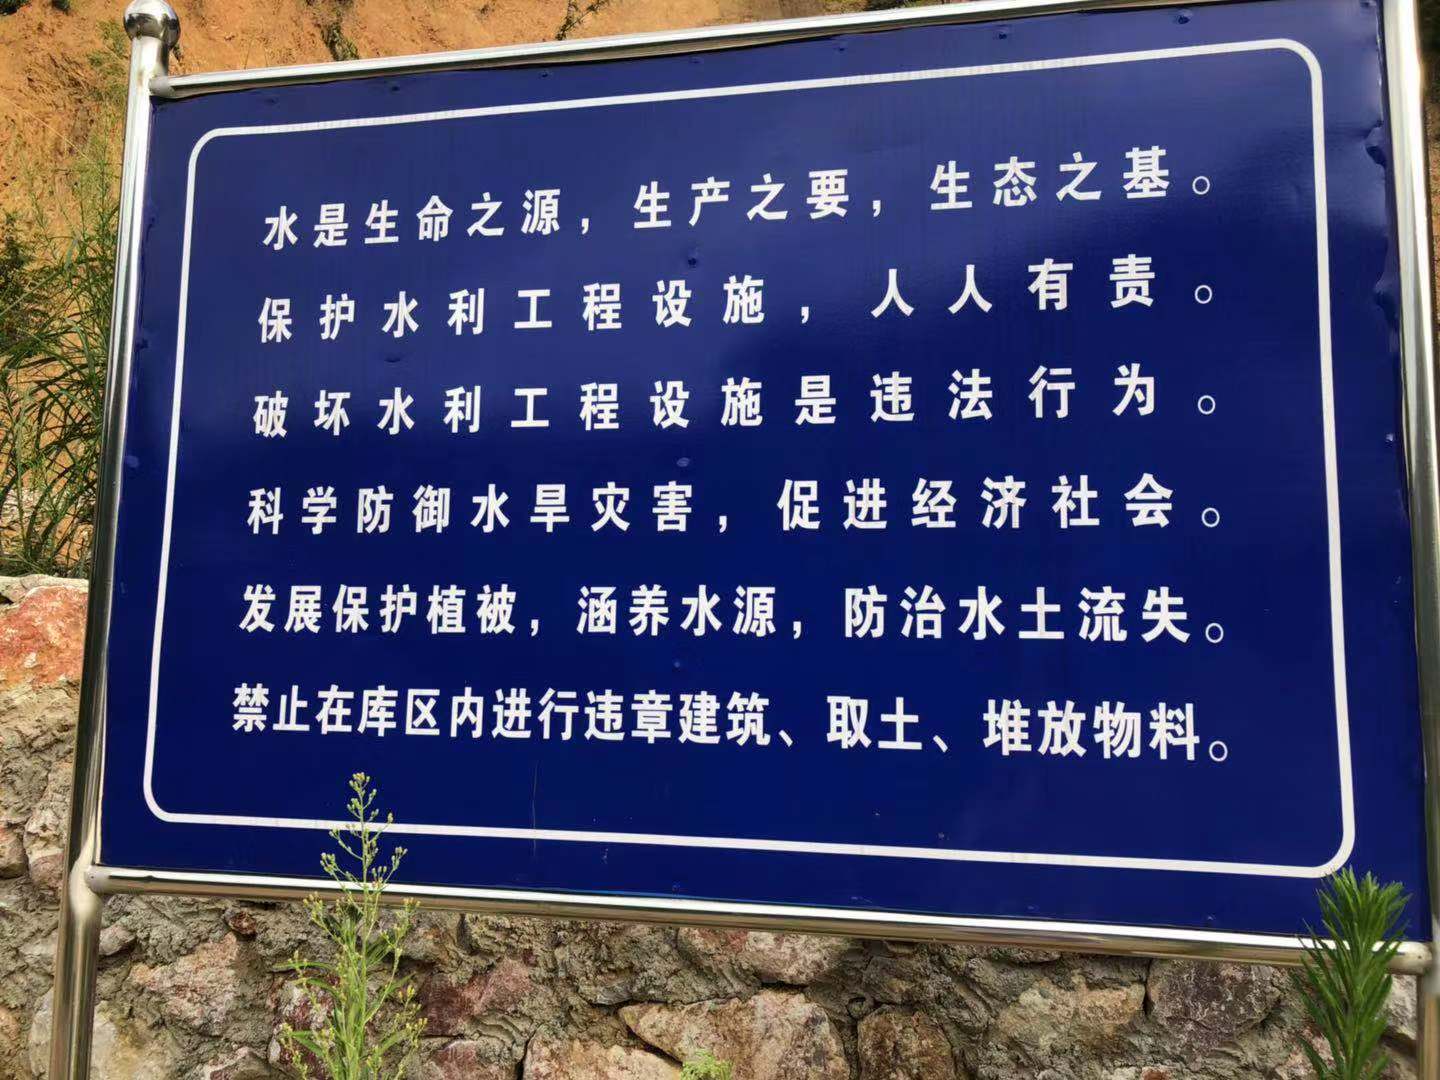 水是生命之源，生产之要，生态之基。
保护水利工程设施，人人有责。
破坏水利工程设施是违法行为。
科学防御水旱灾害，促进经济社会。
发展保护植被，涵养水源，防治水土流失。
禁止在库区内进行违章建筑、取土、堆放物料。